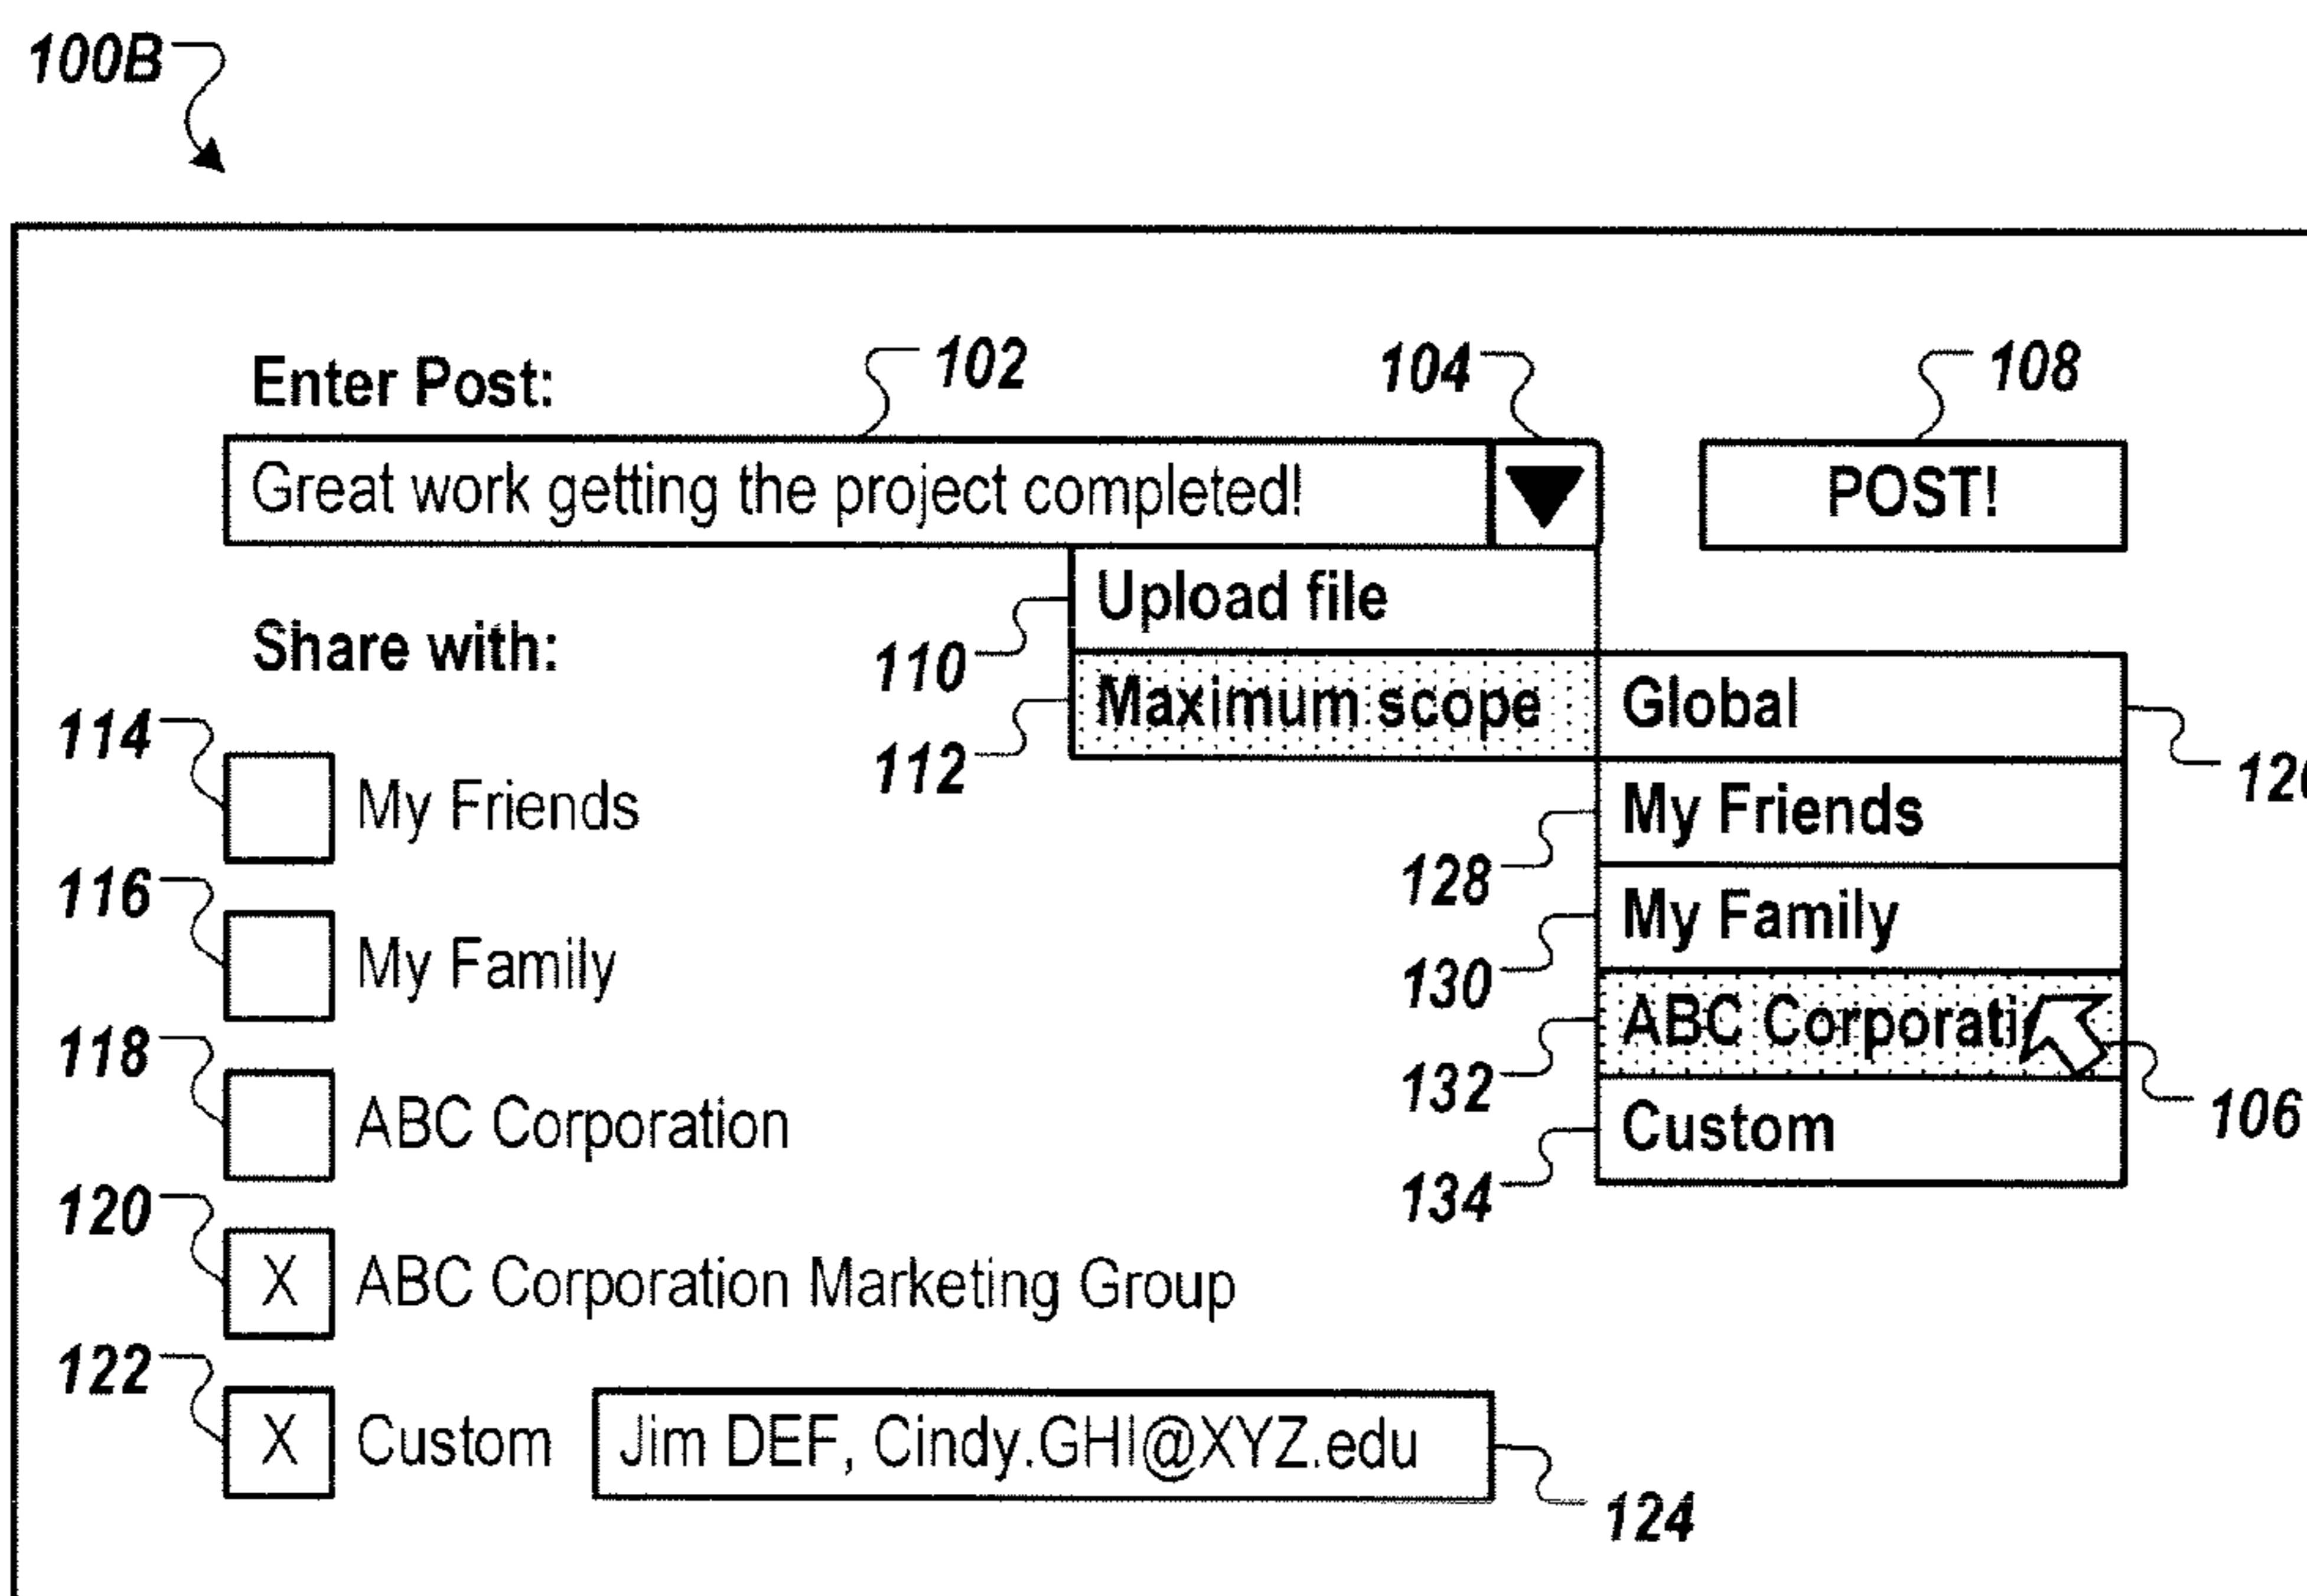 100B
Enter Post: 102 104 108
Great work getting the project completed! POST!
Upload file
Share with: 110
Maximum scope Global
114 112
My Friends My Friends
128
116 My Family
My Family 130
118 ABC Corporati 106
ABC Corporation 132
Custom
120 134
X ABC Corporation Marketing Group
122
X Custom Jim DEF, Cindy.GHI@XYZ.edu
124